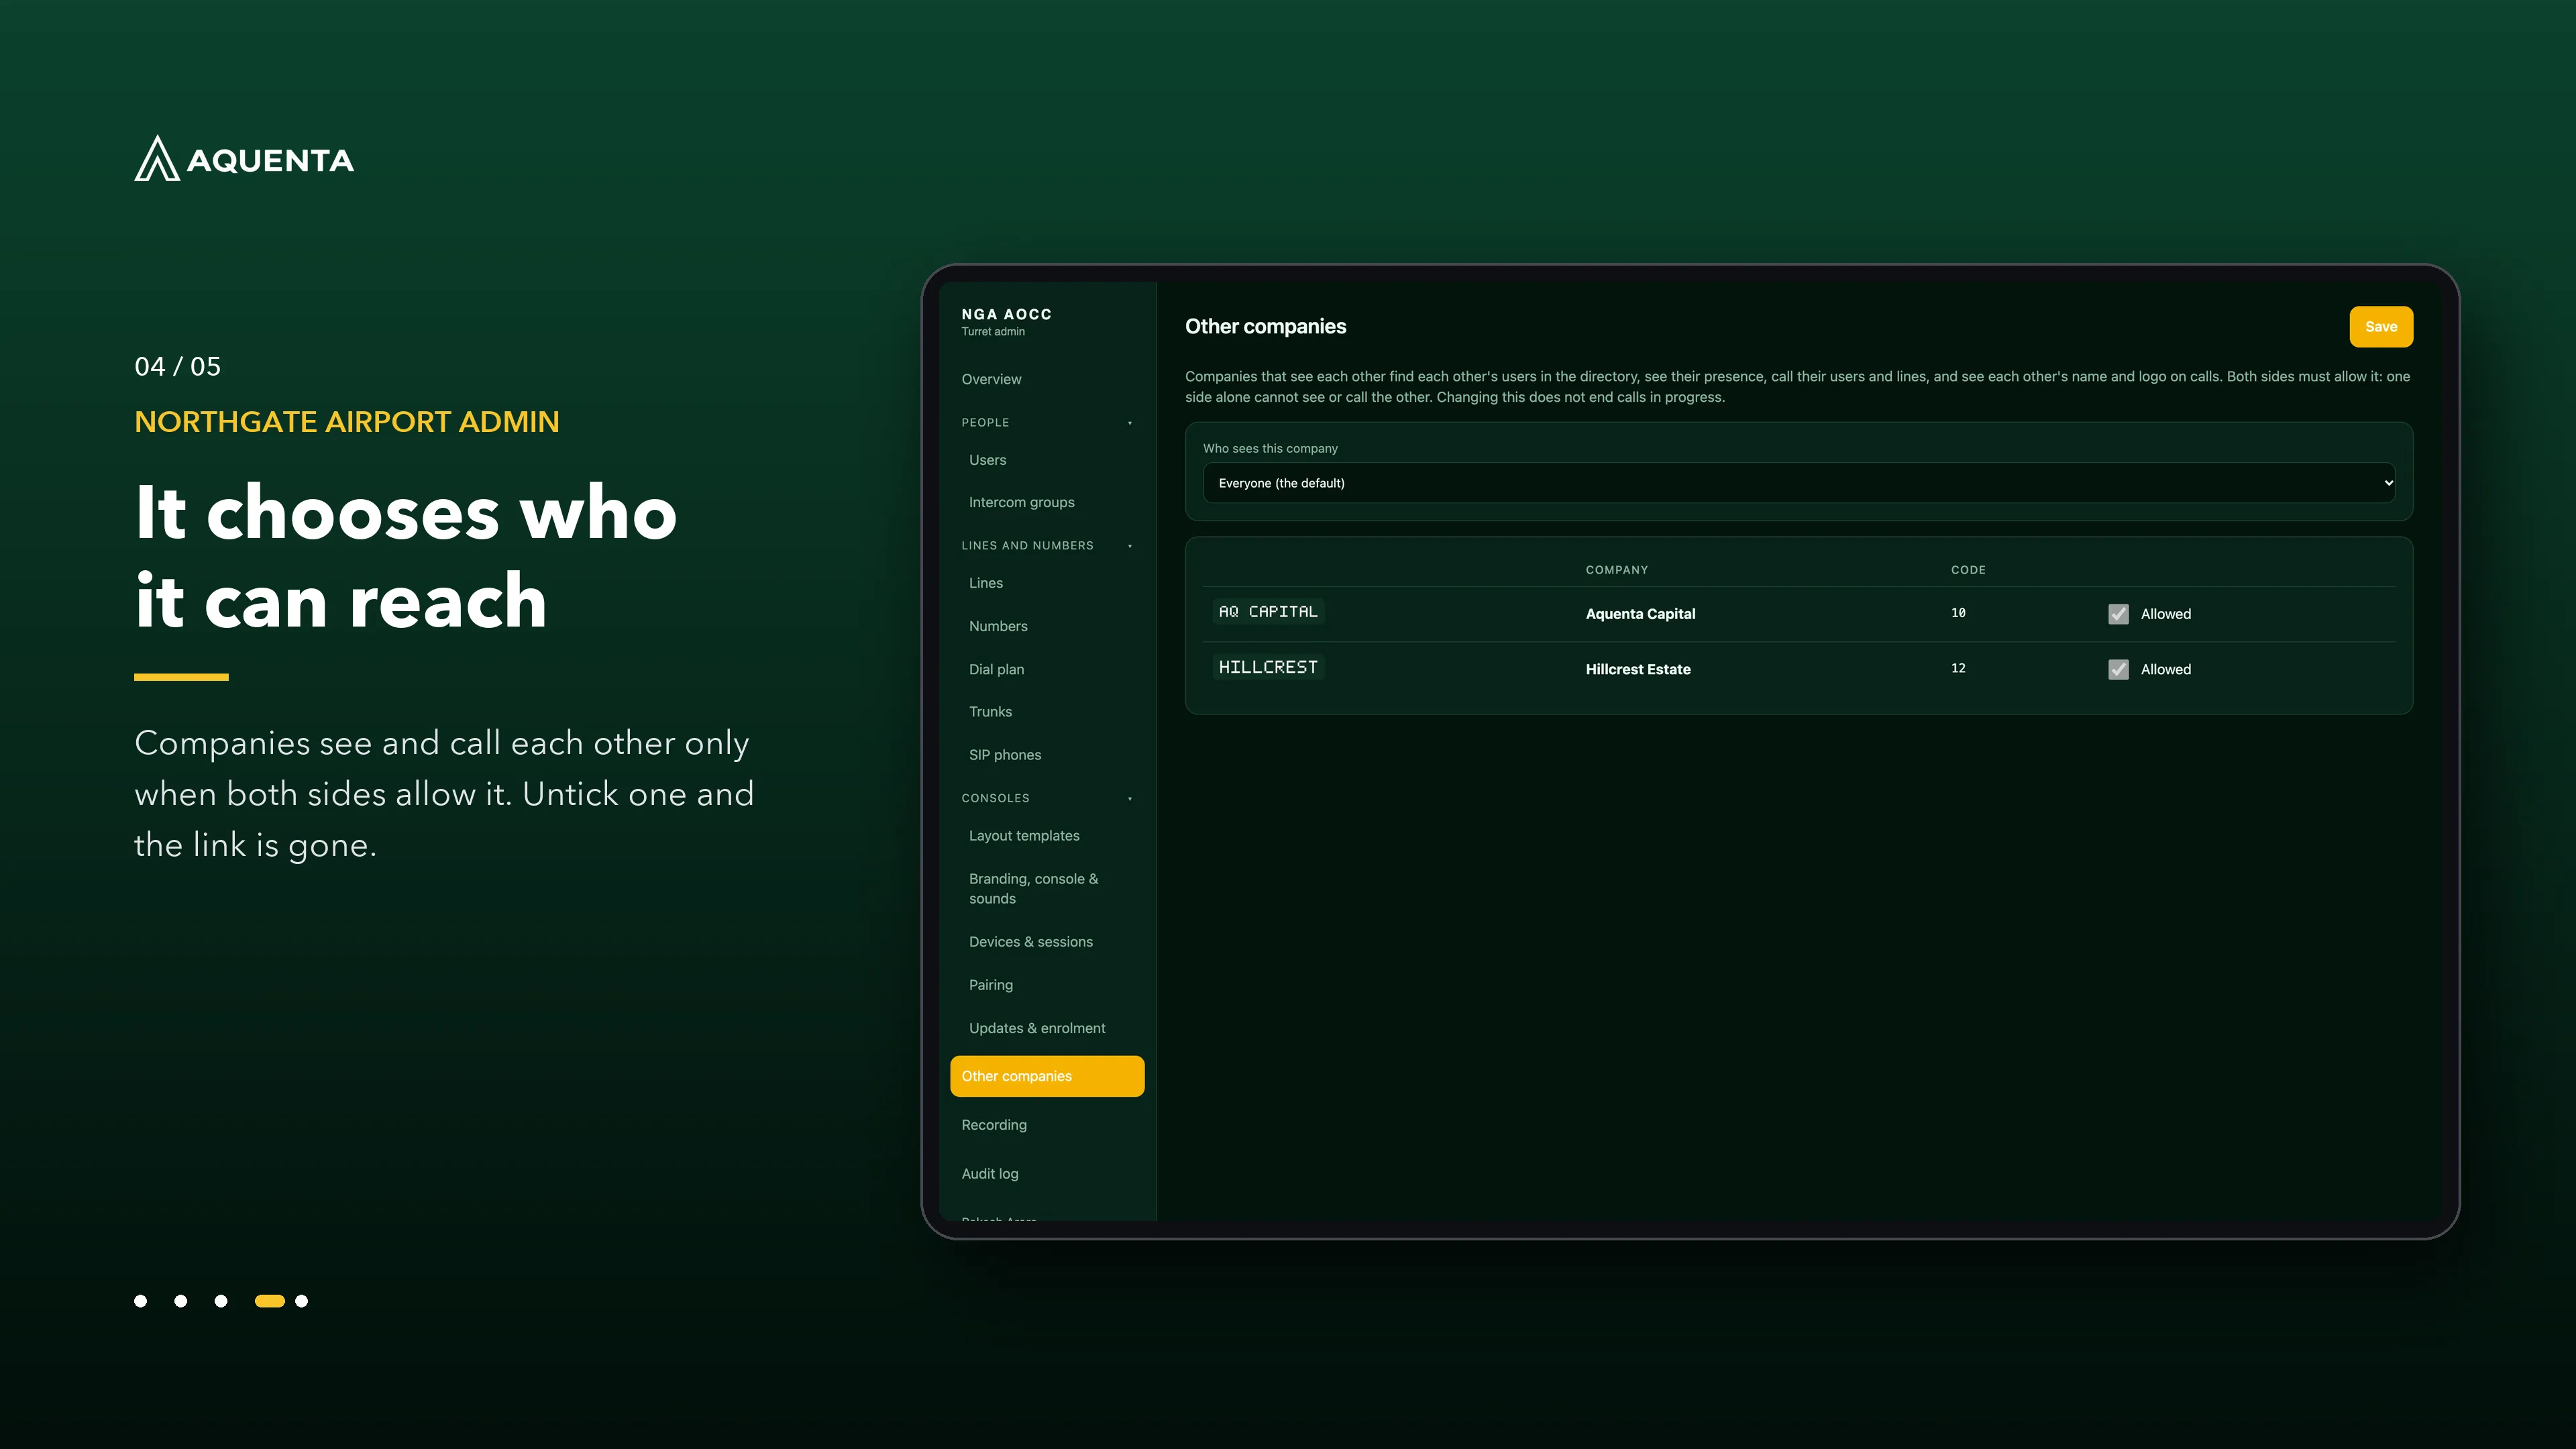 AQUENTA
04 / 05
NORTHGATE AIRPORT ADMIN
It chooses who
it can reach
Companies see and call each other only
when both sides allow it. Untick one and
the link is gone.
NGA AOCC
Turret admin
Overview
PEOPLE
Users
Intercom groups
LINES AND NUMBERS
Lines
Numbers
Dial plan
Trunks
SIP phones
CONSOLES
Layout templates
Branding, console &
sounds
Devices & sessions
Pairing
Updates & enrolment
Other companies
Recording
Audit log
Other companies
Save
Companies that see each other find each other's users in the directory, see their presence, call their users and lines, and see each other's name and logo on calls. Both sides must allow it: one
side alone cannot see or call the other. Changing this does not end calls in progress.
Who sees this company
Everyone (the default)
COMPANY CODE
AQ CAPITAL Aquenta Capital 10 Allowed
HILLCREST Hillcrest Estate 12 Allowed